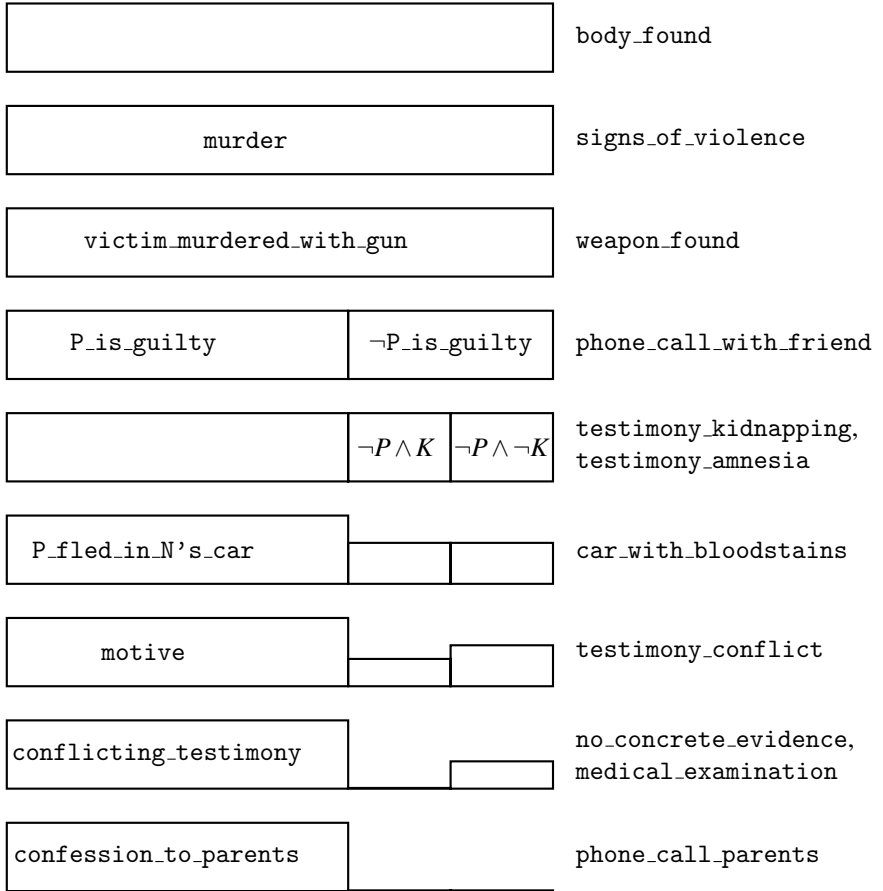 body_found
murder
signs_of_violence
victim_murdered_with_gun
weapon_found
P_is_guilty
¬P_is_guilty
phone_call_with_friend
¬P ∧ K
¬P ∧ ¬K
testimony_kidnapping,
testimony_amnesia
P_fled_in_N's_car
car_with_bloodstains
motive
testimony_conflict
conflicting_testimony
no_concrete_evidence,
medical_examination
confession_to_parents
phone_call_parents